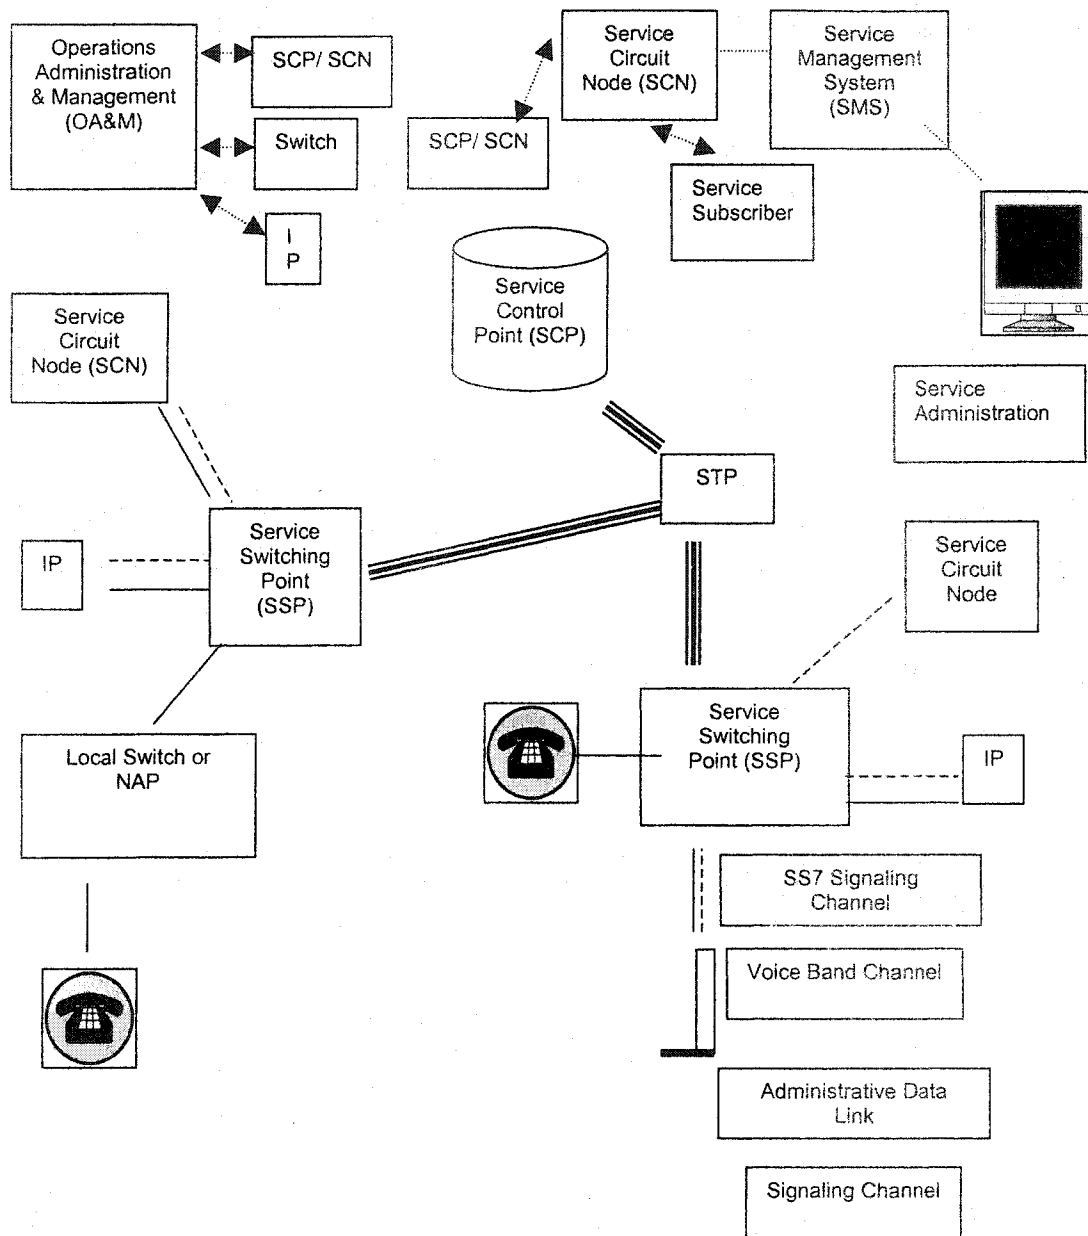 Operations
Administration
& Management
(OA&M)
SCP/ SCN
Switch
I
P
Service
Circuit
Node (SCN)
SCP/ SCN
Service
Management
System
(SMS)
Service
Subscriber
Service
Control
Point (SCP)
Service
Administration
Service
Circuit
Node (SCN)
STP
IP
Service
Switching
Point
(SSP)
Service
Circuit
Node
Local Switch or
NAP
Service
Switching
Point (SSP)
IP
SS7 Signaling
Channel
Voice Band Channel
Administrative Data
Link
Signaling Channel